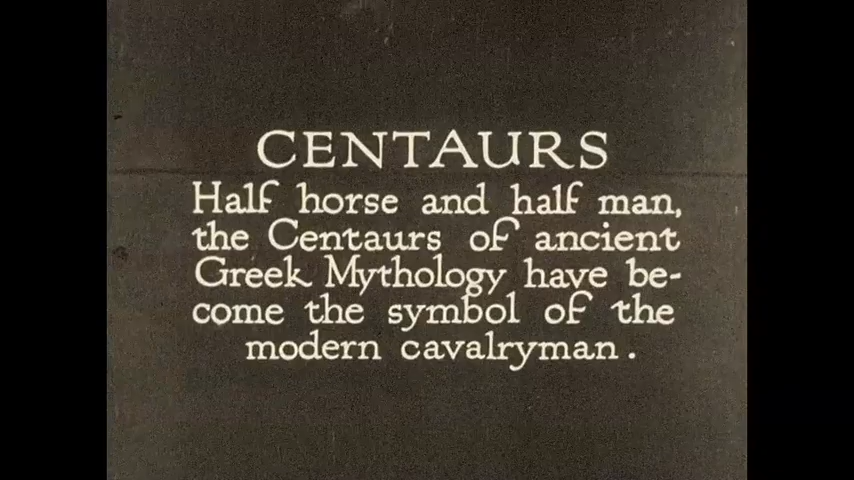 CENTAURS
Half horse and half man,
the Centaurs of ancient
Greek Mythology have be-
come the symbol of the
modern cavalryman.